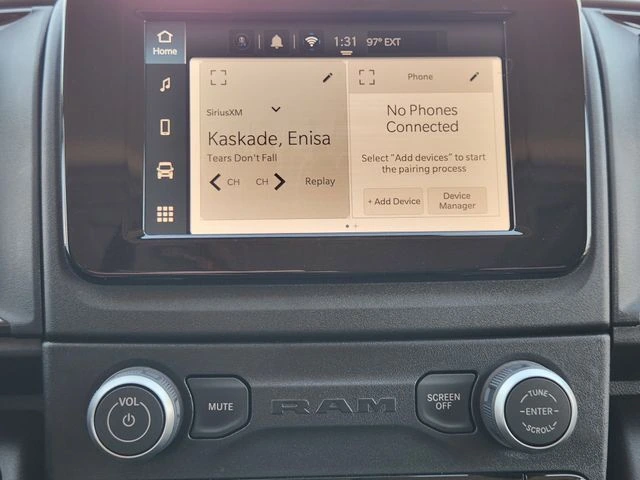 1:31 97° EXT
Home
SiriusXM
Kaskade, Enisa
Tears Don't Fall
CH CH Replay
Phone
No Phones
Connected
Select "Add devices" to start
the pairing process
+ Add Device
Device
Manager
VOL
MUTE
RAM
SCREEN
OFF
TUNE
ENTER
SCROLL